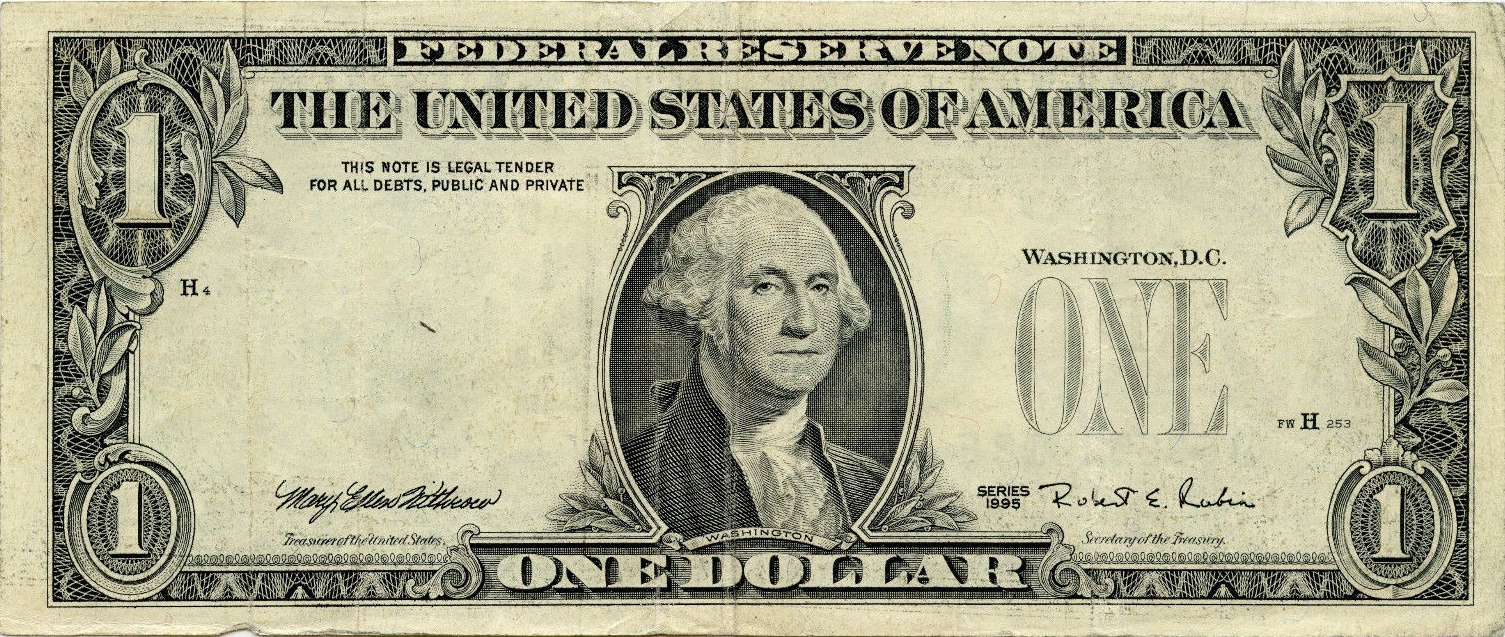 FEDERAL RESERVE NOTE
THE UNITED STATES OF AMERICA
THIS NOTE IS LEGAL TENDER
FOR ALL DEBTS, PUBLIC AND PRIVATE
1
1
WASHINGTON, D.C.
H 4
ONE
FW H 253
Mary Ellen Withrow
SERIES
1995
Robert E. Rubin
Treasurer of the United States.
WASHINGTON
Secretary of the Treasury.
1
ONE DOLLAR
1